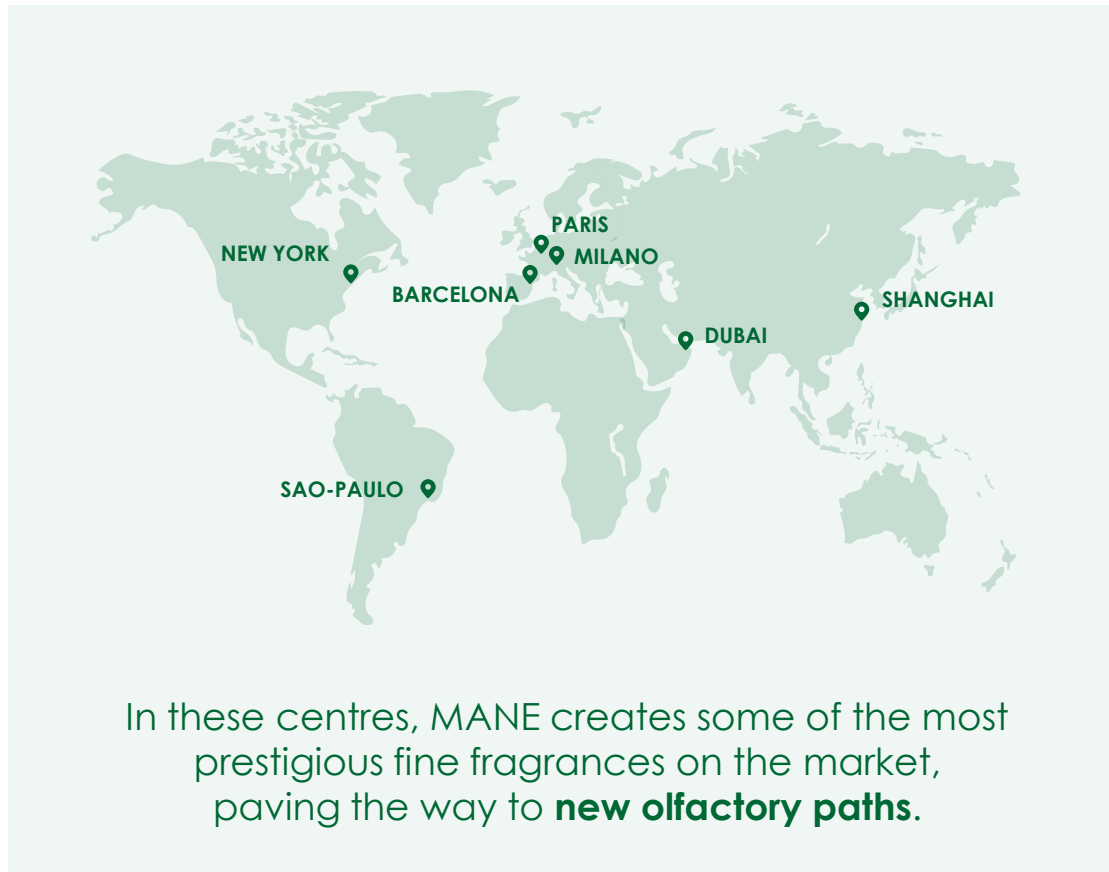 PARIS
NEW YORK
MILANO
BARCELONA
SHANGHAI
DUBAI
SAO-PAULO
In these centres, MANE creates some of the most
prestigious fine fragrances on the market,
paving the way to new olfactory paths.